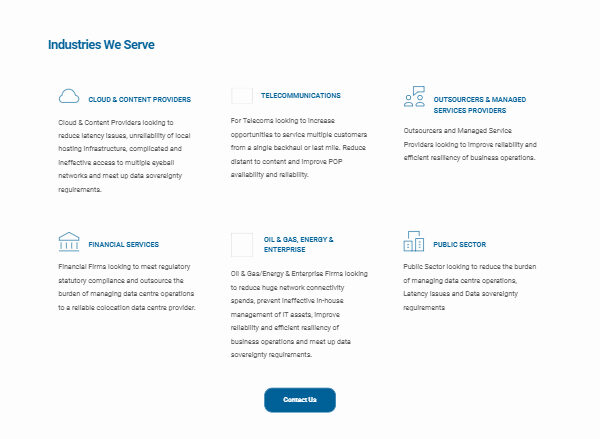 Industries We Serve
CLOUD & CONTENT PROVIDERS
Cloud & Content Providers looking to
reduce latency issues, unreliability of local
hosting infrastructure, complicated and
ineffective access to multiple eyeball
networks and meet up data sovereignty
requirements.
TELECOMMUNICATIONS
For Telecoms looking to increase
opportunities to service multiple customers
from a single backhaul or last mile. Reduce
distant to content and improve POP
availability and reliability.
OUTSOURCERS & MANAGED
SERVICES PROVIDERS
Outsourcers and Managed Service
Providers looking to improve reliability and
efficient resiliency of business operations.
FINANCIAL SERVICES
Financial Firms looking to meet regulatory
statutory compliance and outsource the
burden of managing data centre operations
to a reliable colocation data centre provider.
OIL & GAS, ENERGY &
ENTERPRISE
Oil & Gas/Energy & Enterprise Firms looking
to reduce huge network connectivity
spends, prevent ineffective in-house
management of IT assets, improve
reliability and efficient resiliency of
business operations and meet up data
sovereignty requirements.
PUBLIC SECTOR
Public Sector looking to reduce the burden
of managing data centre operations,
Latency issues and Data sovereignty
requirements
Contact Us